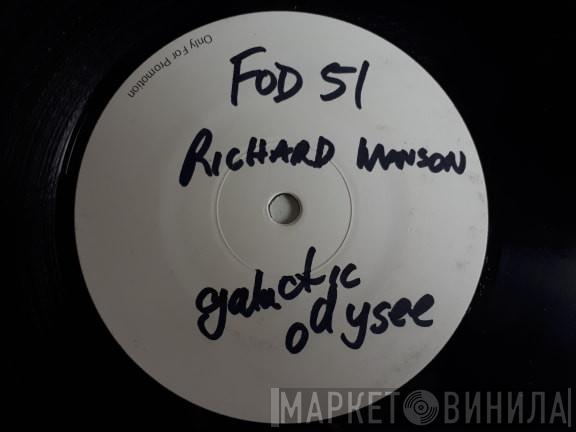 Only For Promotion
FOD 51
RICHARD MANSON
galactic
odysee
МАРКЕТ ВИНИЛА